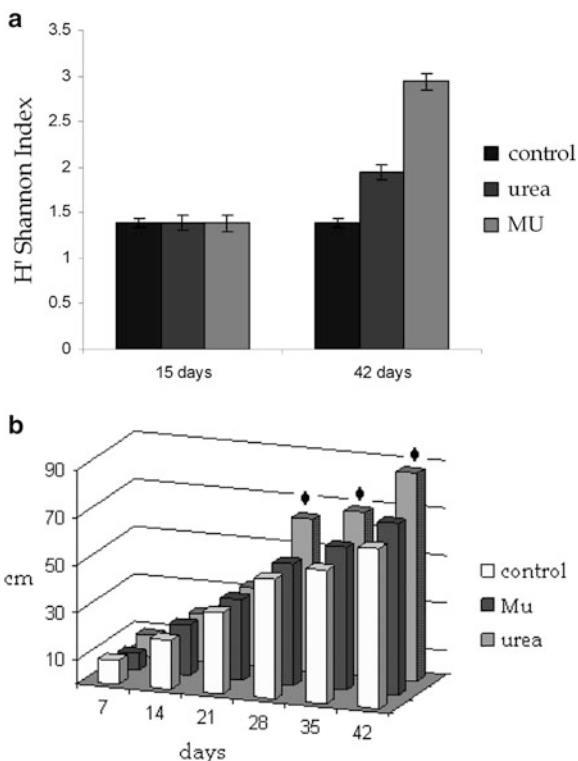 a
3.5
3
2.5
2
1.5
1
0.5
0
H' Shannon Index
15 days
42 days
control
urea
MU
b
90
70
50
30
10
cm
7
14
21
28
35
42
days
control
Mu
urea